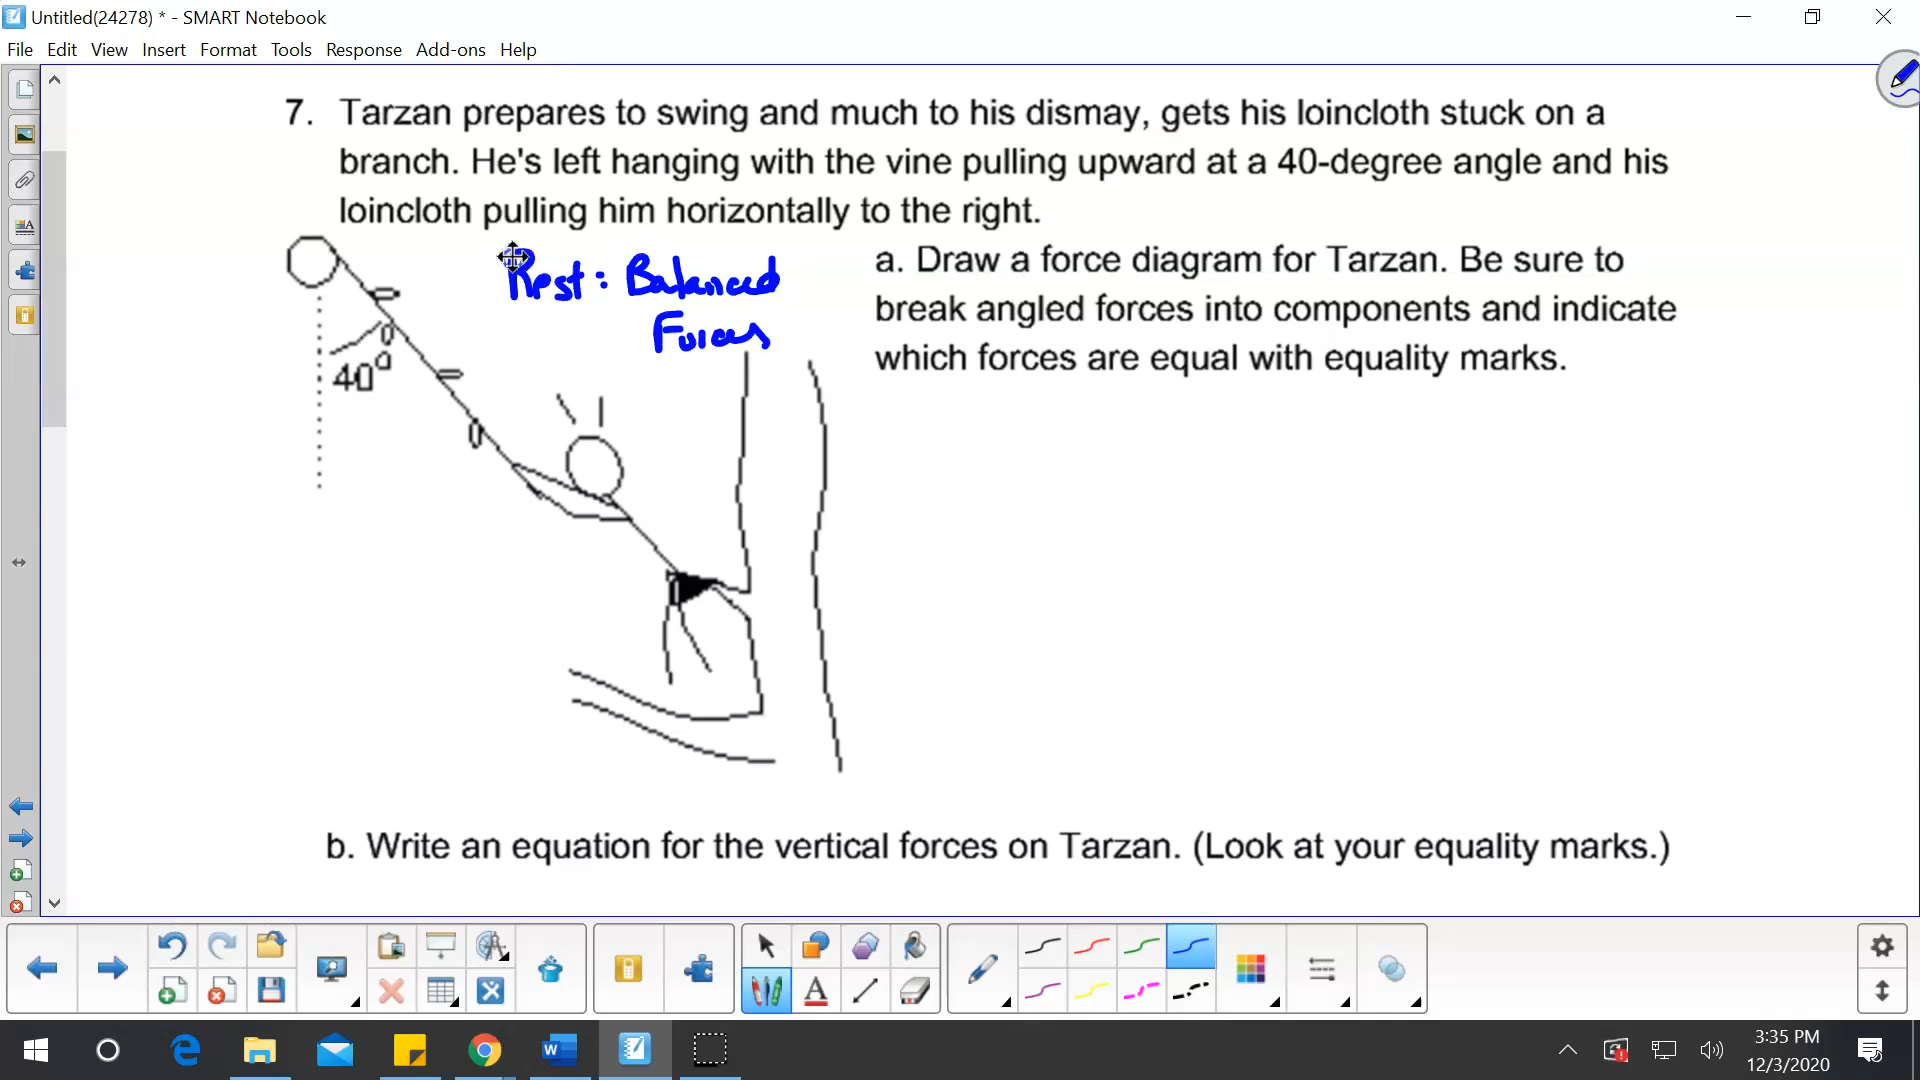 Untitled(24278) * - SMART Notebook
File Edit View Insert Format Tools Response Add-ons Help
7. Tarzan prepares to swing and much to his dismay, gets his loincloth stuck on a
branch. He's left hanging with the vine pulling upward at a 40-degree angle and his
loincloth pulling him horizontally to the right.
Rest: Balanced
Forces
a. Draw a force diagram for Tarzan. Be sure to
break angled forces into components and indicate
which forces are equal with equality marks.
40°
b. Write an equation for the vertical forces on Tarzan. (Look at your equality marks.)
3:35 PM
12/3/2020